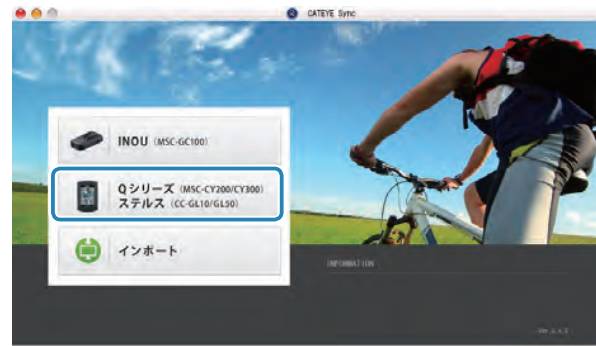 CATEYE Sync
INOU (MSC-GC100)
Qシリーズ (MSC-CY200/CY300)
ステルス (CC-GL10/GL50)
インポート
INFORMATION